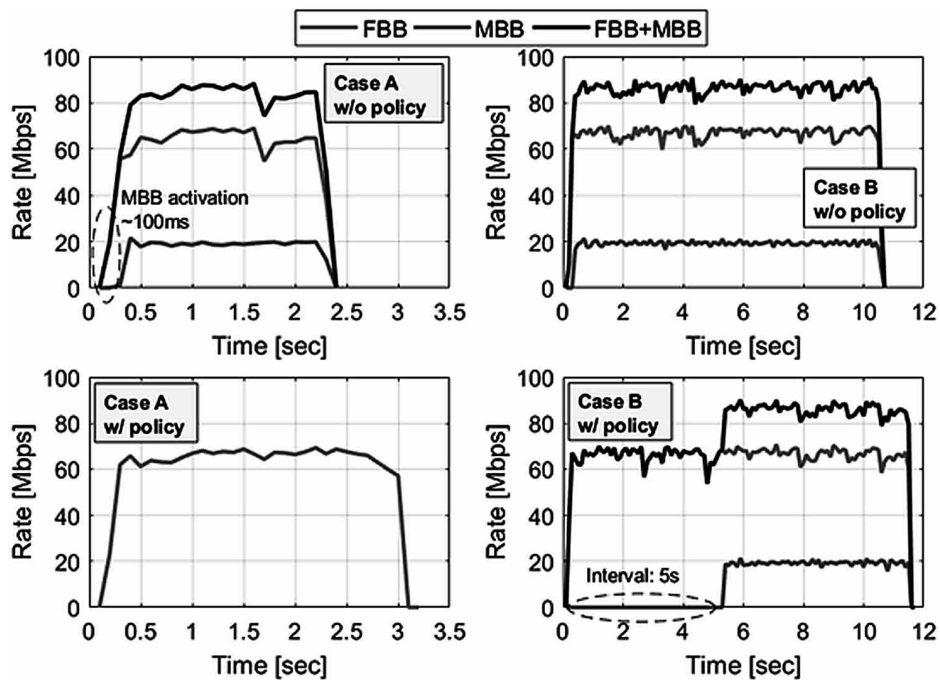 FBB MBB FBB+MBB
100
80
60
40
20
0
Rate [Mbps]
Case A
w/o policy
MBB activation
~100ms
0 0.5 1 1.5 2 2.5 3 3.5
Time [sec]
100
80
60
40
20
0
Rate [Mbps]
Case B
w/o policy
0 2 4 6 8 10 12
Time [sec]
100
80
60
40
20
0
Rate [Mbps]
Case A
w/ policy
0 0.5 1 1.5 2 2.5 3 3.5
Time [sec]
100
80
60
40
20
0
Rate [Mbps]
Case B
w/ policy
Interval: 5s
0 2 4 6 8 10 12
Time [sec]